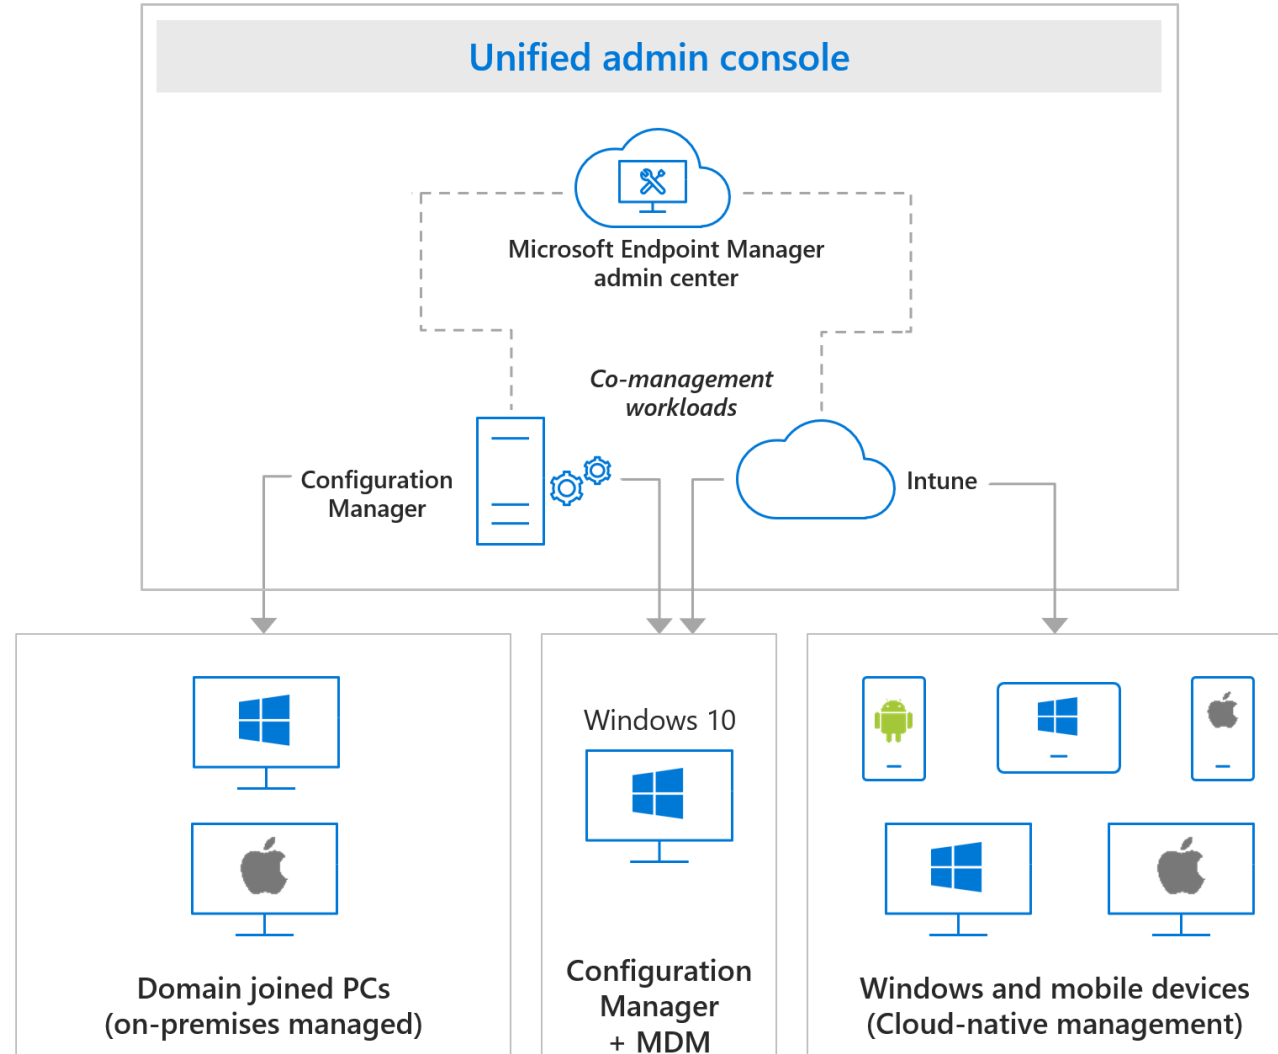 Unified admin console
Microsoft Endpoint Manager
admin center
Co-management
workloads
Configuration
Manager
Intune
Windows 10
Domain joined PCs
(on-premises managed)
Configuration
Manager
+ MDM
Windows and mobile devices
(Cloud-native management)